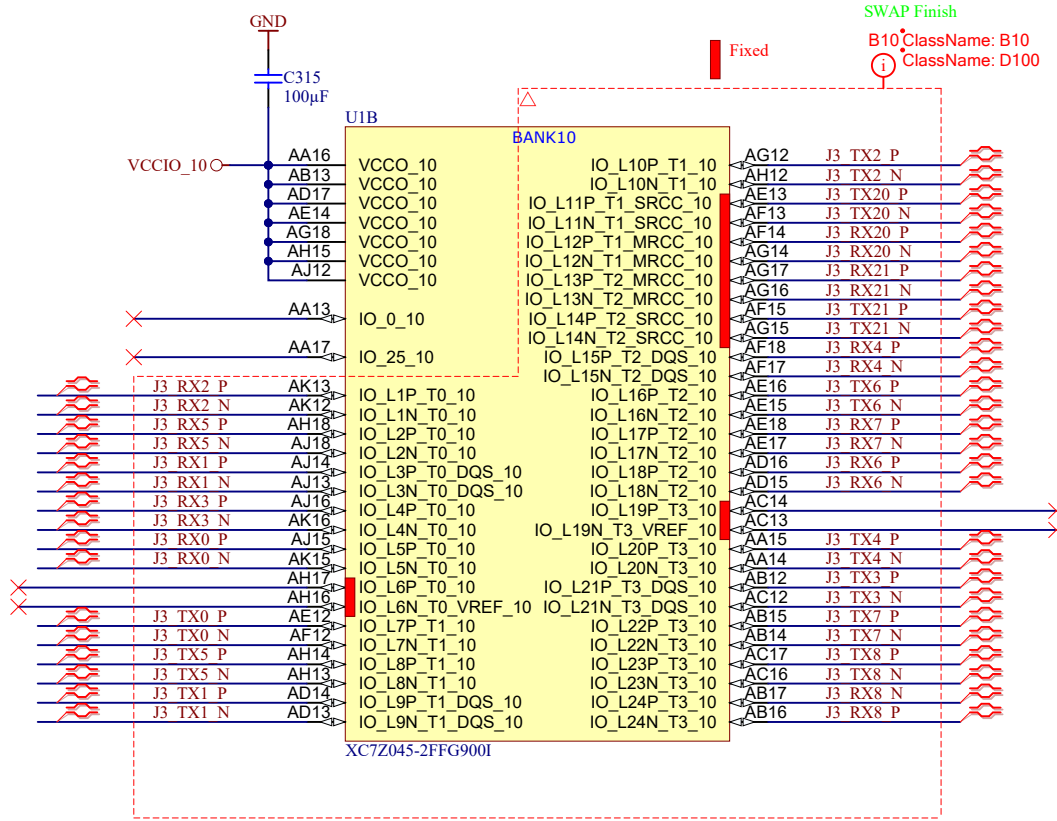 SWAP Finish
GND
B10 ClassName: B10
ClassName: D100
Fixed
C315
100µF
U1B
BANK10
VCCIO_10
AA16 VCCO_10
AB13 VCCO_10
AD17 VCCO_10
AE14 VCCO_10
AG18 VCCO_10
AH15 VCCO_10
AJ12 VCCO_10
AA13 IO_0_10
AA17 IO_25_10
J3_RX2_P AK13 IO_L1P_T0_10
J3_RX2_N AK12 IO_L1N_T0_10
J3_RX5_P AH18 IO_L2P_T0_10
J3_RX5_N AJ18 IO_L2N_T0_10
J3_RX1_P AJ14 IO_L3P_T0_DQS_10
J3_RX1_N AJ13 IO_L3N_T0_DQS_10
J3_RX3_P AJ16 IO_L4P_T0_10
J3_RX3_N AK16 IO_L4N_T0_10
J3_RX0_P AJ15 IO_L5P_T0_10
J3_RX0_N AK15 IO_L5N_T0_10
AH17 IO_L6P_T0_10
AH16 IO_L6N_T0_VREF_10
J3_TX0_P AE12 IO_L7P_T1_10
J3_TX0_N AF12 IO_L7N_T1_10
J3_TX5_P AH14 IO_L8P_T1_10
J3_TX5_N AH13 IO_L8N_T1_10
J3_TX1_P AD14 IO_L9P_T1_DQS_10
J3_TX1_N AD13 IO_L9N_T1_DQS_10
IO_L10P_T1_10 AG12 J3_TX2_P
IO_L10N_T1_10 AH12 J3_TX2_N
IO_L11P_T1_SRCC_10 AE13 J3_TX20_P
IO_L11N_T1_SRCC_10 AF13 J3_TX20_N
IO_L12P_T1_MRCC_10 AF14 J3_RX20_P
IO_L12N_T1_MRCC_10 AG14 J3_RX20_N
IO_L13P_T2_MRCC_10 AG17 J3_RX21_P
IO_L13N_T2_MRCC_10 AG16 J3_RX21_N
IO_L14P_T2_SRCC_10 AF15 J3_TX21_P
IO_L14N_T2_SRCC_10 AG15 J3_TX21_N
IO_L15P_T2_DQS_10 AF18 J3_RX4_P
IO_L15N_T2_DQS_10 AF17 J3_RX4_N
IO_L16P_T2_10 AE16 J3_TX6_P
IO_L16N_T2_10 AE15 J3_TX6_N
IO_L17P_T2_10 AE18 J3_RX7_P
IO_L17N_T2_10 AE17 J3_RX7_N
IO_L18P_T2_10 AD16 J3_RX6_P
IO_L18N_T2_10 AD15 J3_RX6_N
IO_L19P_T3_10 AC14
IO_L19N_T3_VREF_10 AC13
IO_L20P_T3_10 AA15 J3_TX4_P
IO_L20N_T3_10 AA14 J3_TX4_N
IO_L21P_T3_DQS_10 AB12 J3_TX3_P
IO_L21N_T3_DQS_10 AC12 J3_TX3_N
IO_L22P_T3_10 AB15 J3_TX7_P
IO_L22N_T3_10 AB14 J3_TX7_N
IO_L23P_T3_10 AC17 J3_TX8_P
IO_L23N_T3_10 AC16 J3_TX8_N
IO_L24P_T3_10 AB17 J3_RX8_N
IO_L24N_T3_10 AB16 J3_RX8_P
XC7Z045-2FFG900I